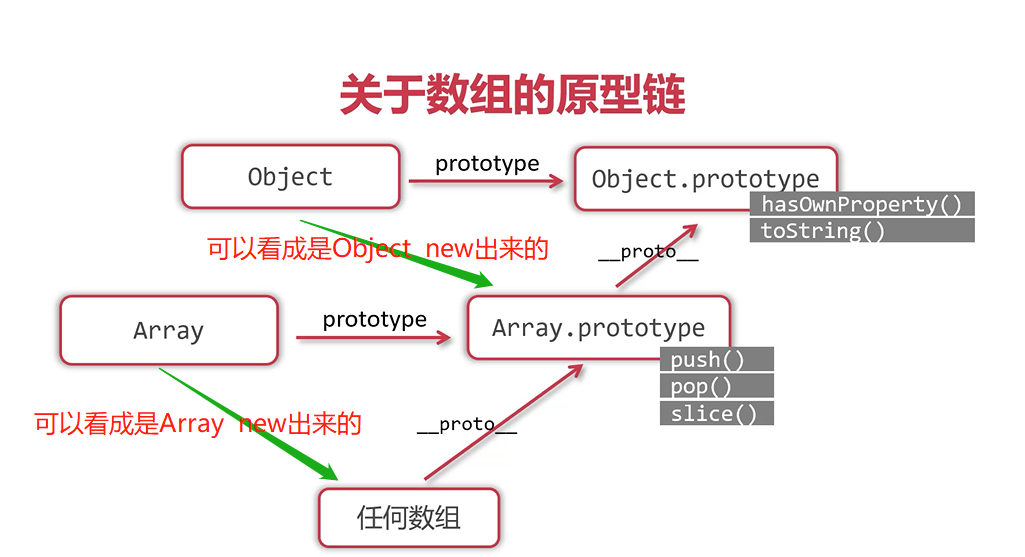 关于数组的原型链
Object
prototype
Object.prototype
hasOwnProperty()
toString()
可以看成是Object new出来的
__proto__
Array
prototype
Array.prototype
push()
pop()
slice()
可以看成是Array new出来的
__proto__
任何数组